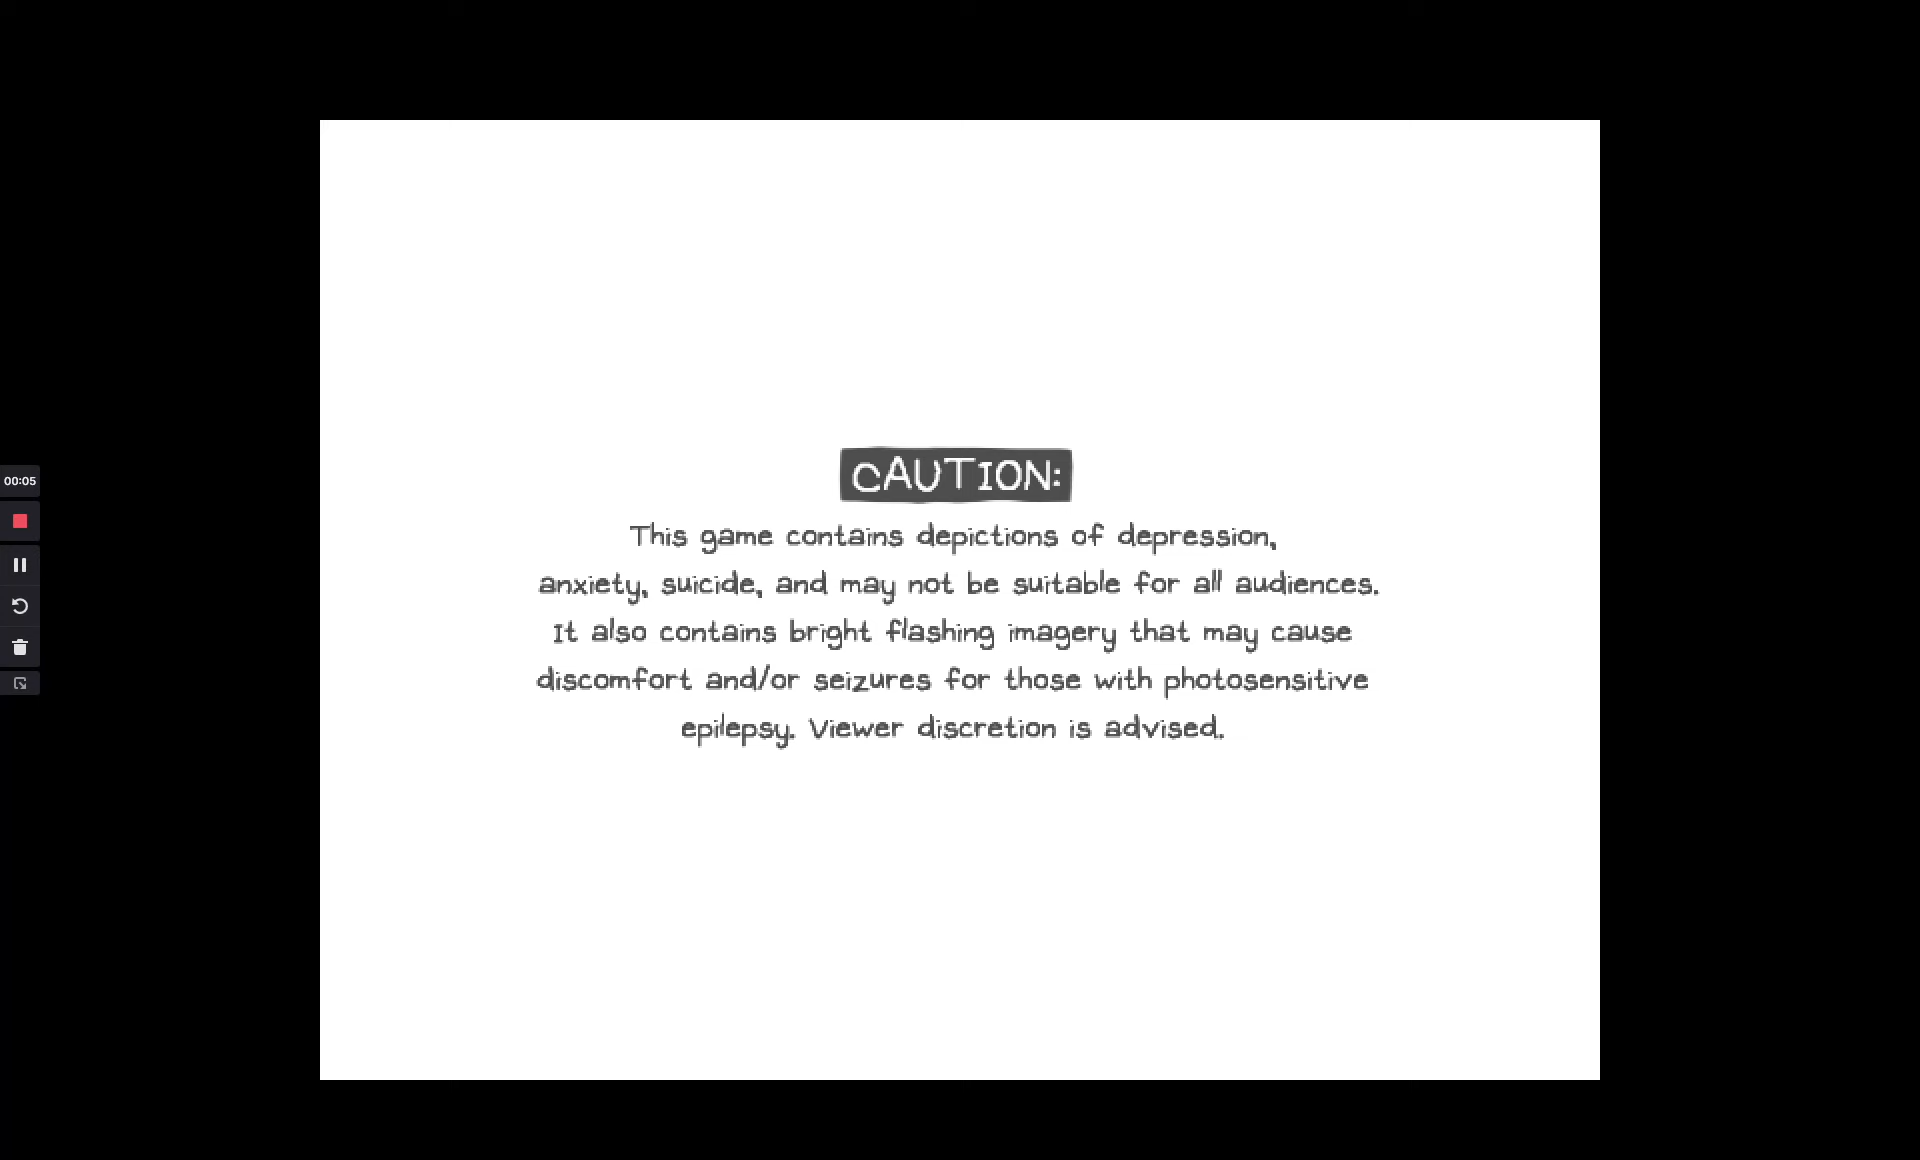 00:05
CAUTION:
This game contains depictions of depression,
anxiety, suicide, and may not be suitable for all audiences.
It also contains bright flashing imagery that may cause
discomfort and/or seizures for those with photosensitive
epilepsy. Viewer discretion is advised.